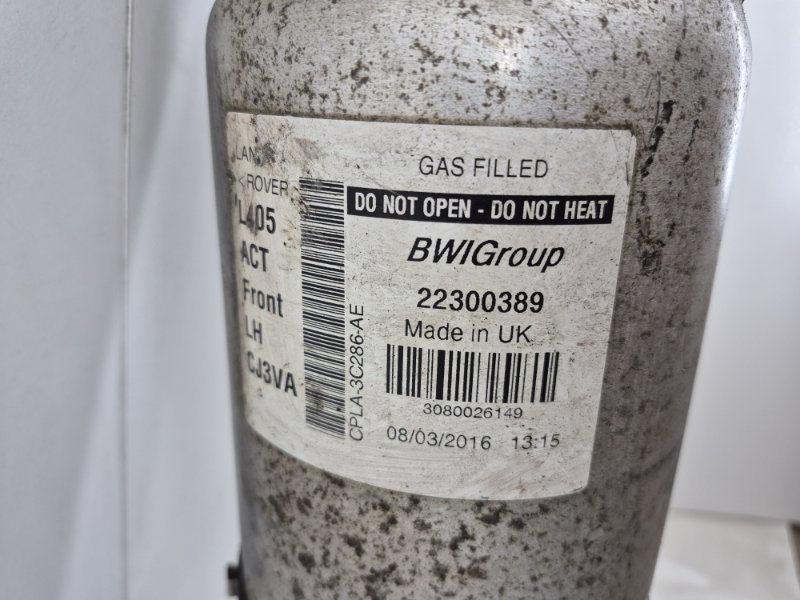 LAND
ROVER
L405
ACT
Front
LH
CJ3VA
CPLA-3C286-AE
GAS FILLED
DO NOT OPEN - DO NOT HEAT
BWIGroup
22300389
Made in UK
3080026149
08/03/2016 13:15